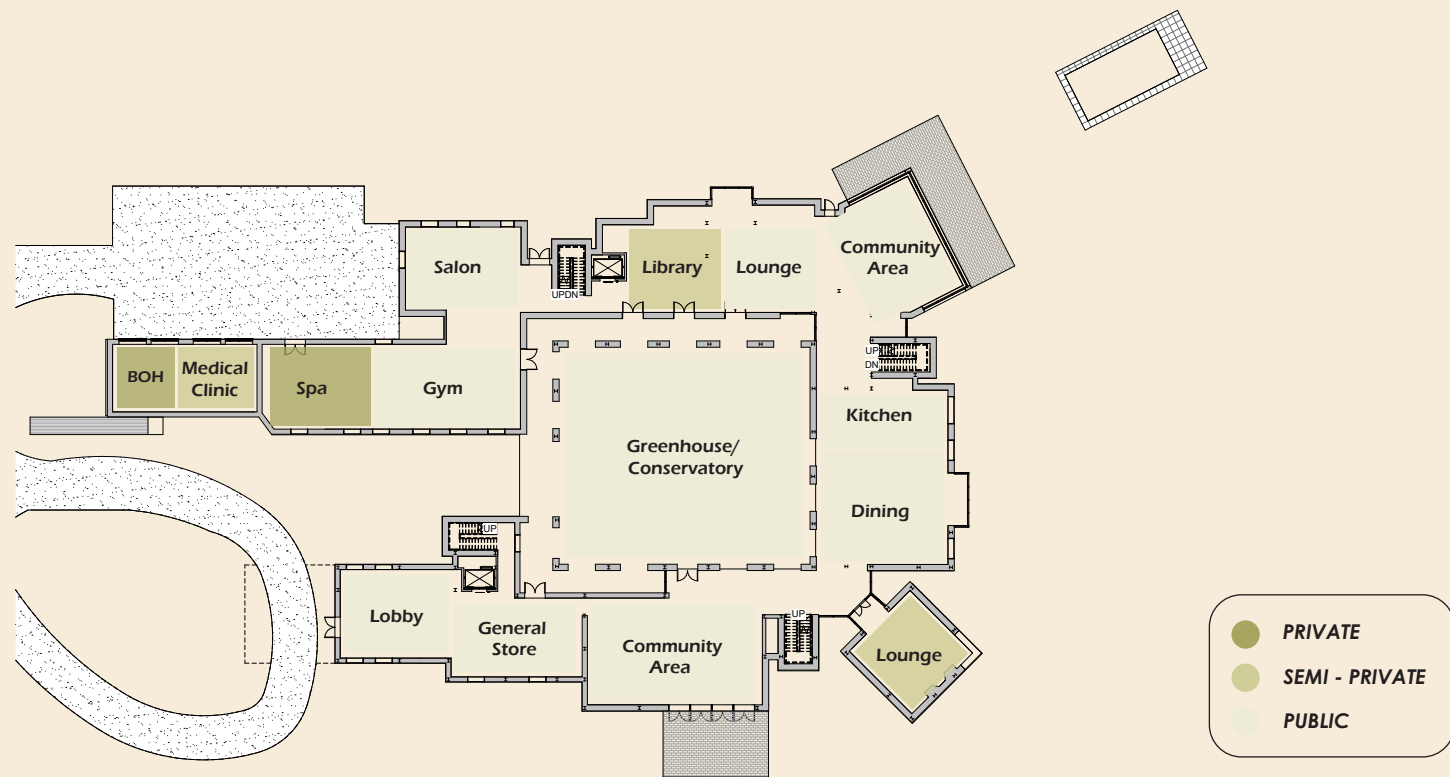 Community
Area
Salon
Library
Lounge
UPDN
UP
DN
BOH
Medical
Clinic
Spa
Gym
Kitchen
Greenhouse/
Conservatory
Dining
UP
Lobby
General
Store
Community
Area
UP
Lounge
PRIVATE
SEMI - PRIVATE
PUBLIC